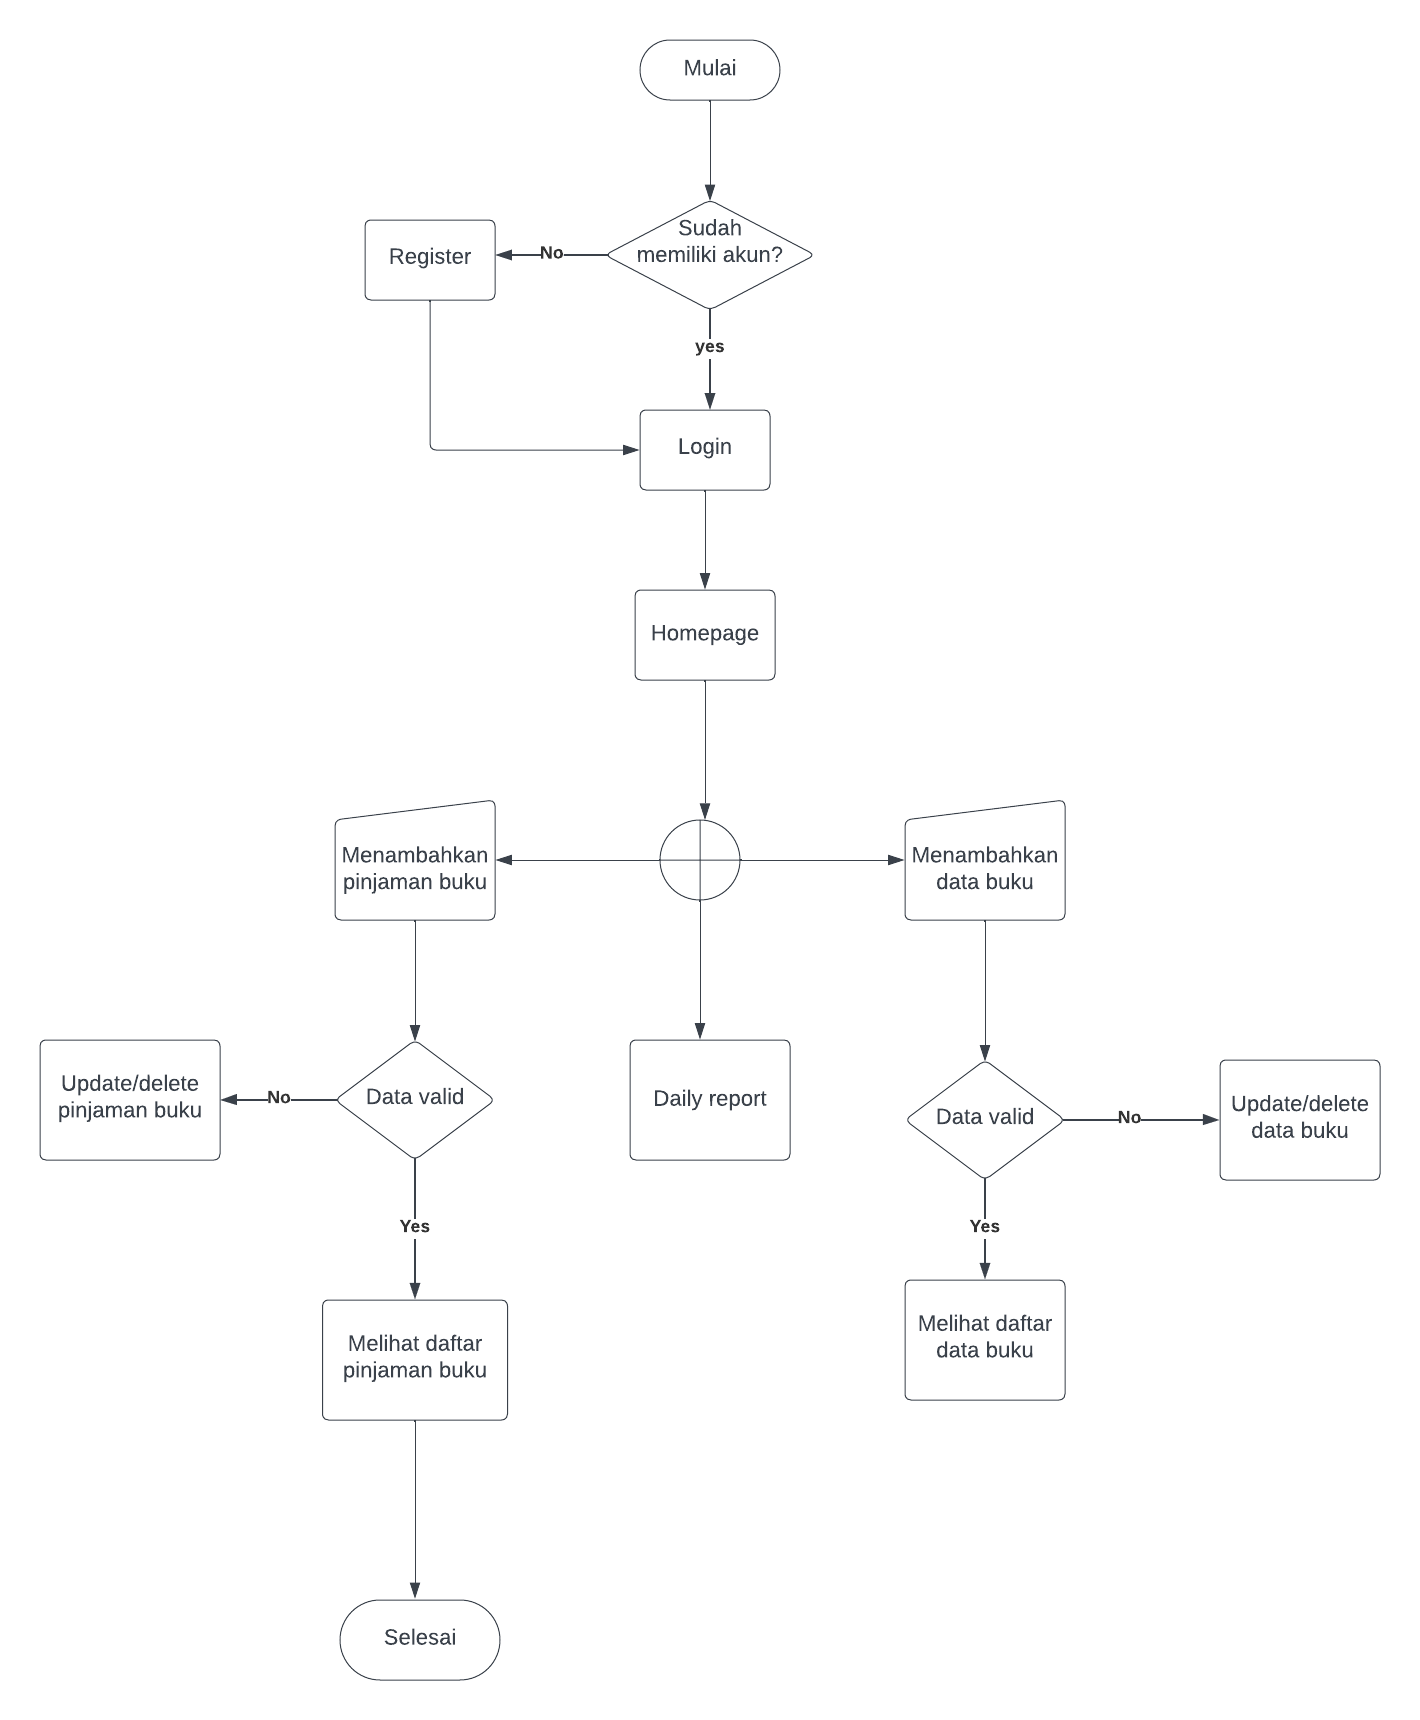 Mulai
Sudah
memiliki akun?
No
Register
yes
Login
Homepage
Menambahkan
pinjaman buku
Menambahkan
data buku
Update/delete
pinjaman buku
No
Data valid
Daily report
Data valid
No
Update/delete
data buku
Yes
Yes
Melihat daftar
pinjaman buku
Melihat daftar
data buku
Selesai